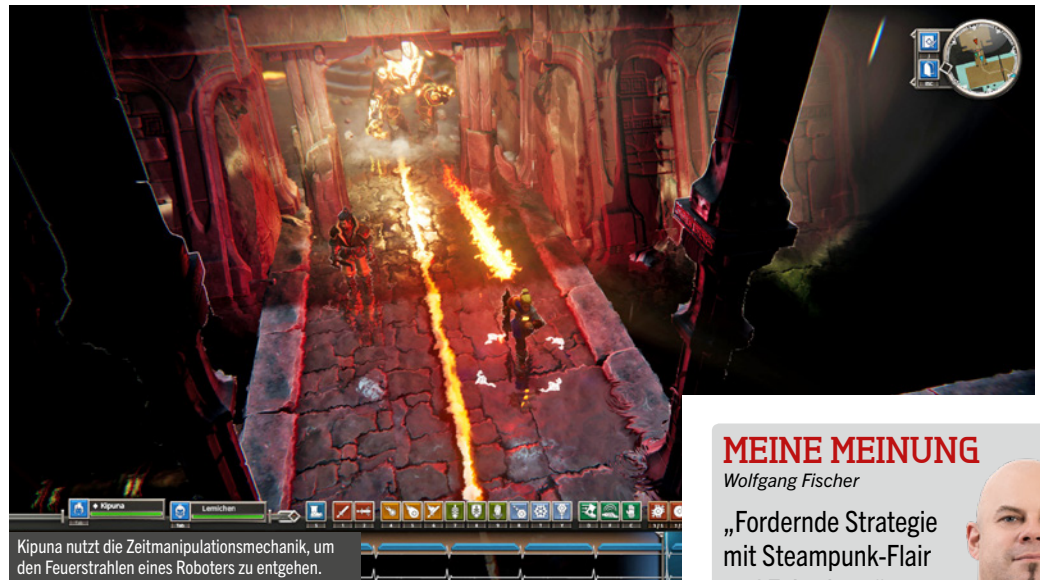 Kipuna
Lemichen
Kipuna nutzt die Zeitmanipulationsmechanik, um
den Feuerstrahlen eines Roboters zu entgehen.
MEINE MEINUNG
Wolfgang Fischer
„Fordernde Strategie
mit Steampunk-Flair